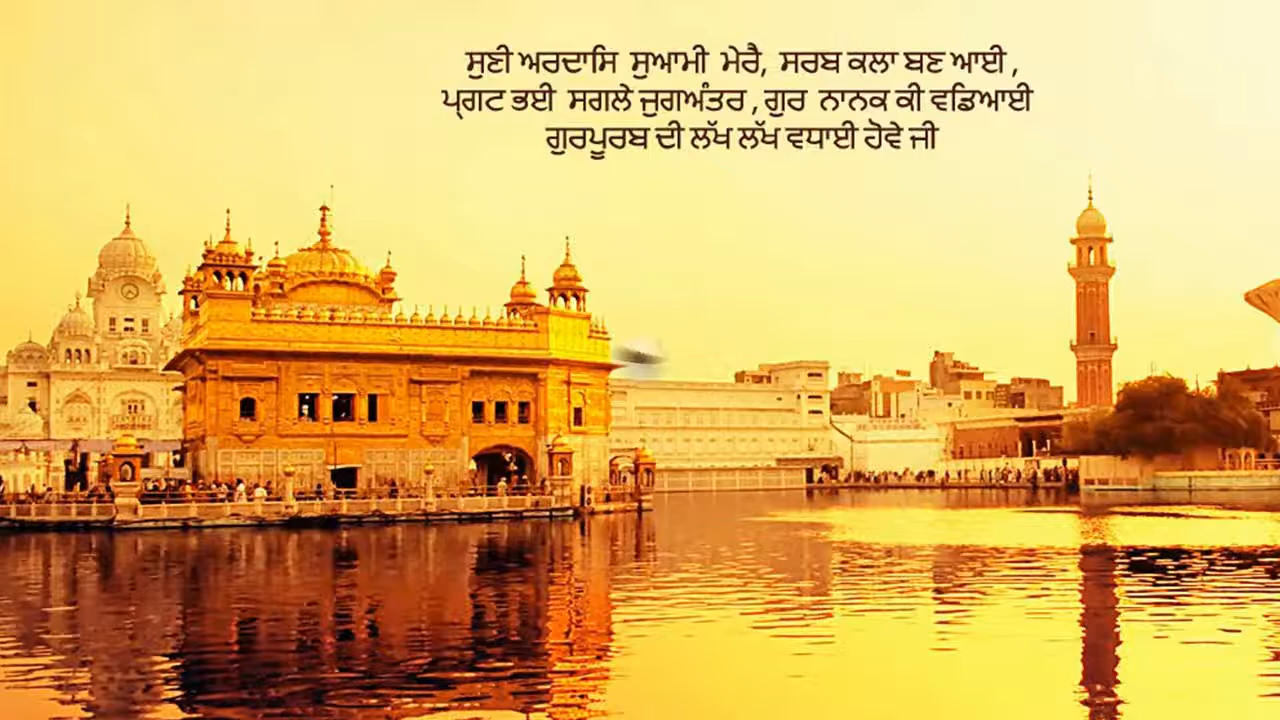 ਸੁਣੀ ਅਰਦਾਸਿ ਸੁਆਮੀ ਮੇਰੈ, ਸਰਬ ਕਲਾ ਬਣ ਆਈ ,
ਪ੍ਰਗਟ ਭਈ ਸਗਲੇ ਜੁਗਅੰਤਰ , ਗੁਰ ਨਾਨਕ ਕੀ ਵਡਿਆਈ
ਗੁਰਪੂਰਬ ਦੀ ਲੱਖ ਲੱਖ ਵਧਾਈ ਹੋਵੇ ਜੀ